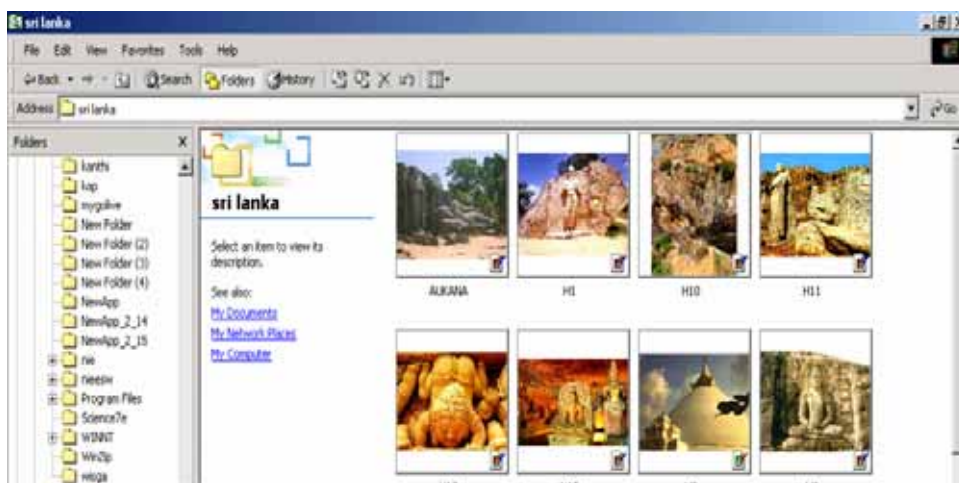 sri lanka
File Edit View Favorites Tools Help
Back Search Folders History
Address sri lanka Go
Folders X
kanthi
kap
mygolive
New Folder
New Folder (2)
New Folder (3)
New Folder (4)
NewApp
NewApp_2_14
NewApp_2_15
nie
nieesw
Program Files
Science7e
WINNT
WinZip
sri lanka
Select an item to view its
description.
See also:
My Documents
My Network Places
My Computer
AUKANA H1 H10 H11